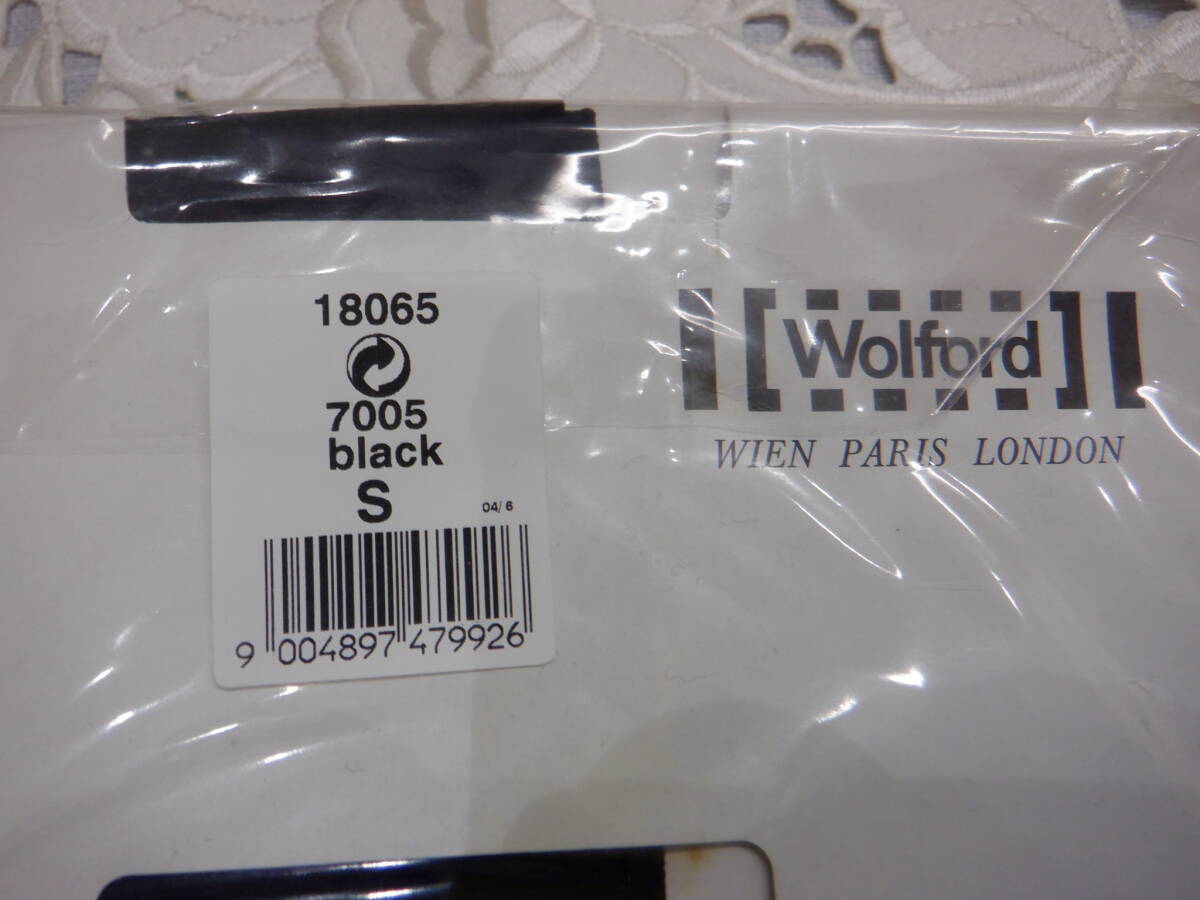 18065
7005
black
S
04/6
9 004897 479926
Wolford
WIEN PARIS LONDON